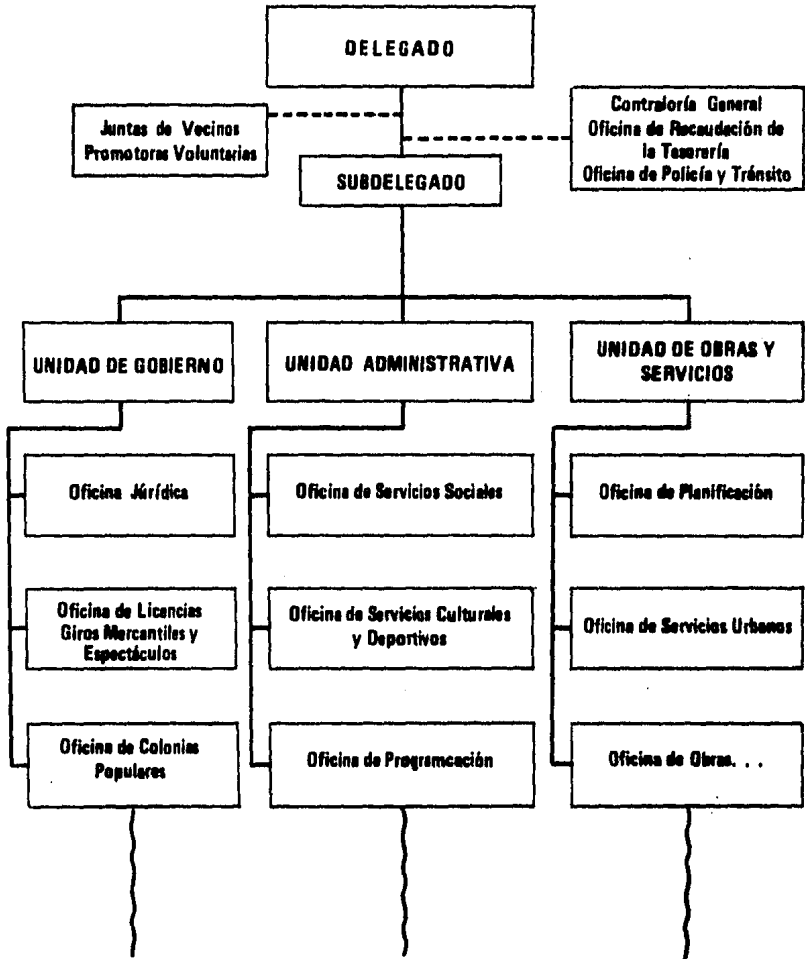 DELEGADO
Juntas de Vecinos
Promotoras Voluntarias
Contraloría General
Oficina de Recaudación de
la Tesorería
Oficina de Policía y Tránsito
SUBDELEGADO
UNIDAD DE GOBIERNO
UNIDAD ADMINISTRATIVA
UNIDAD DE OBRAS Y
SERVICIOS
Oficina Júrídica
Oficina de Servicios Sociales
Oficina de Planificación
Oficina de Licencias
Giros Mercantiles y
Espectáculos
Oficina de Servicios Culturales
y Deportivos
Oficina de Servicios Urbanos
Oficina de Colonias
Populares
Oficina de Programcación
Oficina de Obras. . .